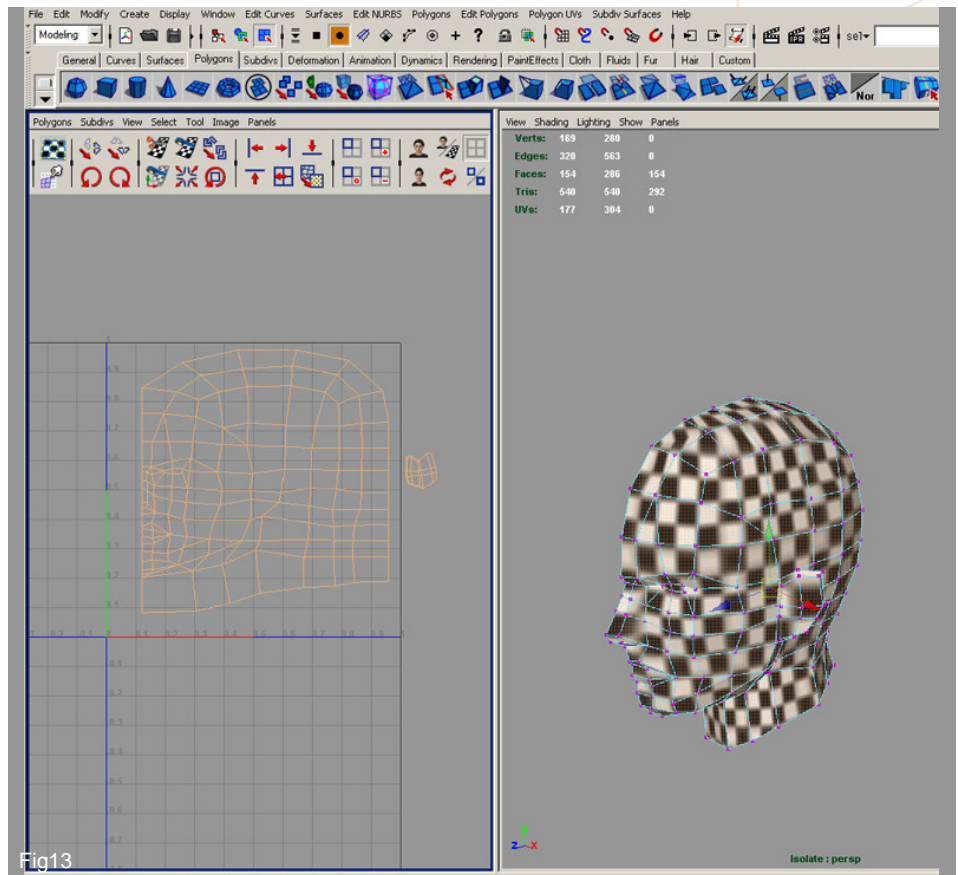 File Edit Modify Create Display Window Edit Curves Surfaces Edit NURBS Polygons Edit Polygons Polygon UVs Subdiv Surfaces Help
Modeling sel
General Curves Surfaces Polygons Subdivs Deformation Animation Dynamics Rendering PaintEffects Cloth Fluids Fur Hair Custom
Nor
Polygons Subdivs View Select Tool Image Panels
View Shading Lighting Show Panels
Verts: 169 280 0
Edges: 320 563 0
Faces: 154 286 154
Tris: 540 540 292
UVs: 177 304 0
Y
Z X
Isolate : persp
Fig13